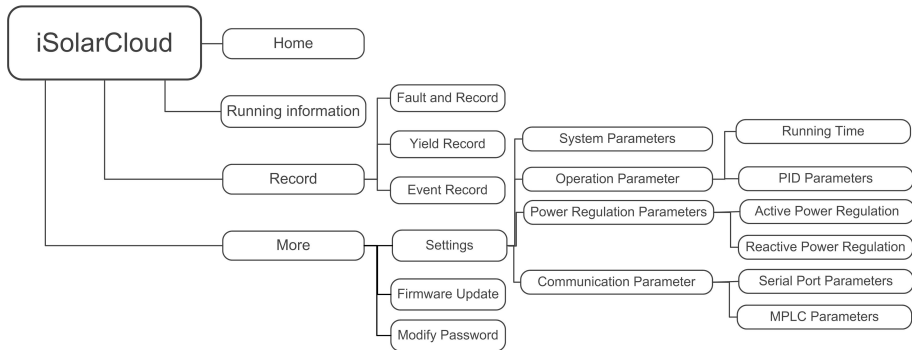 iSolarCloud
Home
Running information
Record
Fault and Record
Yield Record
Event Record
More
Settings
System Parameters
Operation Parameter
Running Time
PID Parameters
Power Regulation Parameters
Active Power Regulation
Reactive Power Regulation
Communication Parameter
Serial Port Parameters
MPLC Parameters
Firmware Update
Modify Password